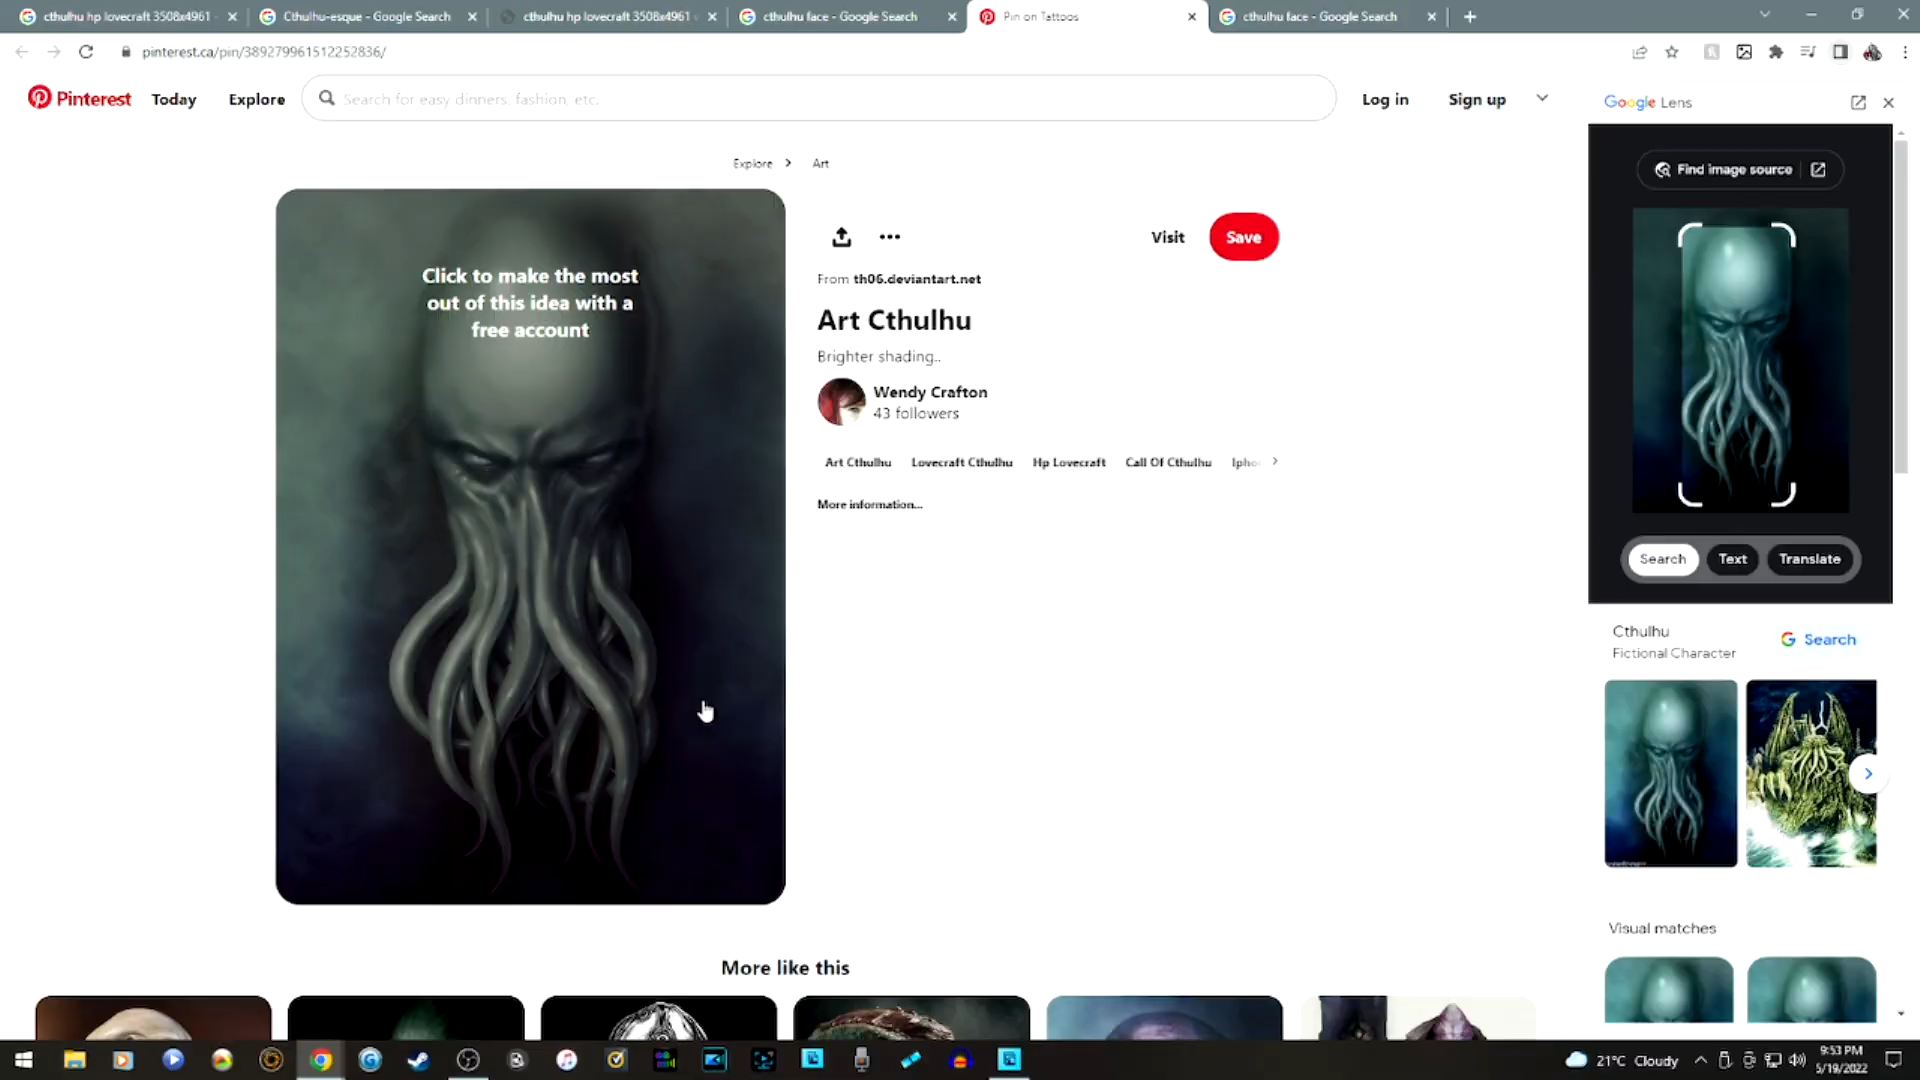 cthulhu hp lovecraft 3508x4961
Cthulhu-esque - Google Search
cthulhu hp lovecraft 3508x4961
cthulhu face - Google Search
Pin on Tattoos
cthulhu face - Google Search
pinterest.ca/pin/389279961512252836/
Pinterest
Today
Explore
Search for easy dinners, fashion, etc.
Log in
Sign up
Google Lens
Explore
Art
Find image source
Click to make the most
out of this idea with a
free account
Visit
Save
From th06.deviantart.net
Art Cthulhu
Brighter shading..
Wendy Crafton
43 followers
Art Cthulhu
Lovecraft Cthulhu
Hp Lovecraft
Call Of Cthulhu
Ipho
More information...
Search
Text
Translate
Cthulhu
Fictional Character
Search
Visual matches
More like this
21°C Cloudy
9:53 PM
5/19/2022